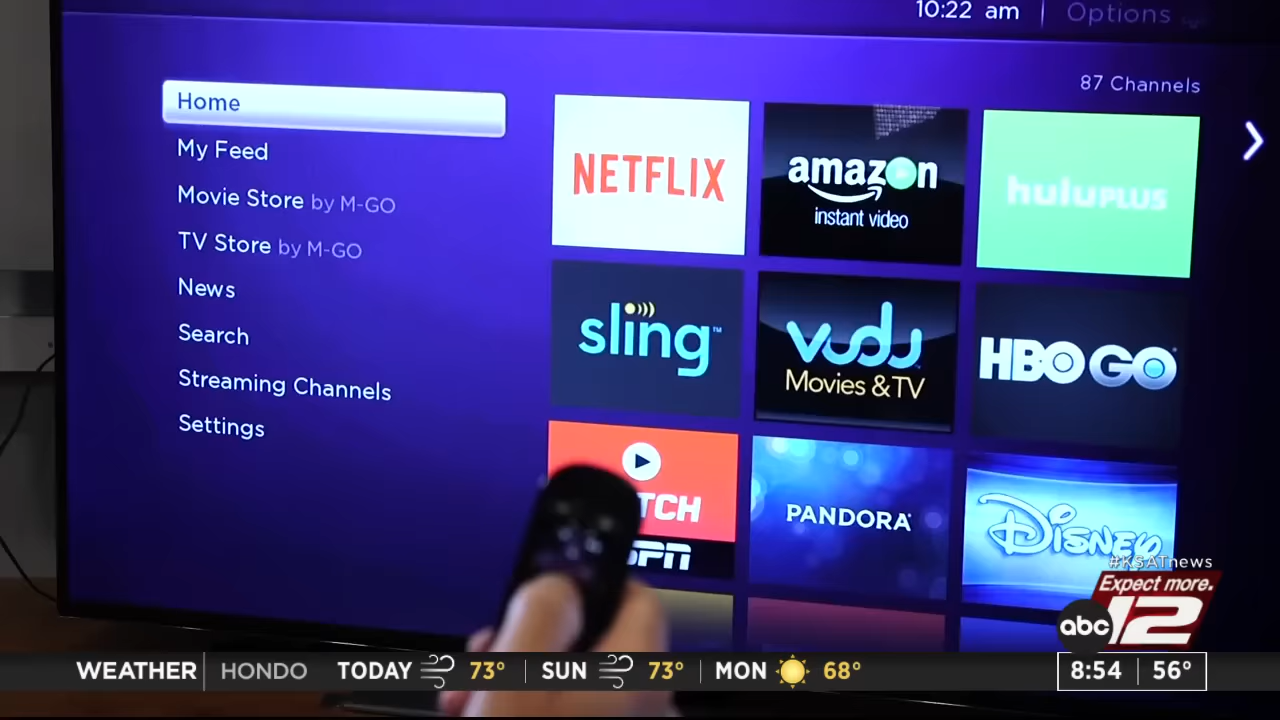 10:22 am | Options
87 Channels
Home
My Feed
Movie Store by M-GO
TV Store by M-GO
News
Search
Streaming Channels
Settings
NETFLIX
amazon
instant video
huluPLUS
sling™
vudu
Movies & TV
HBO GO
PANDORA
Disney
#KSATnews
Expect more.
abc 12
WEATHER | HONDO TODAY 73° | SUN 73° | MON 68°
8:54 | 56°